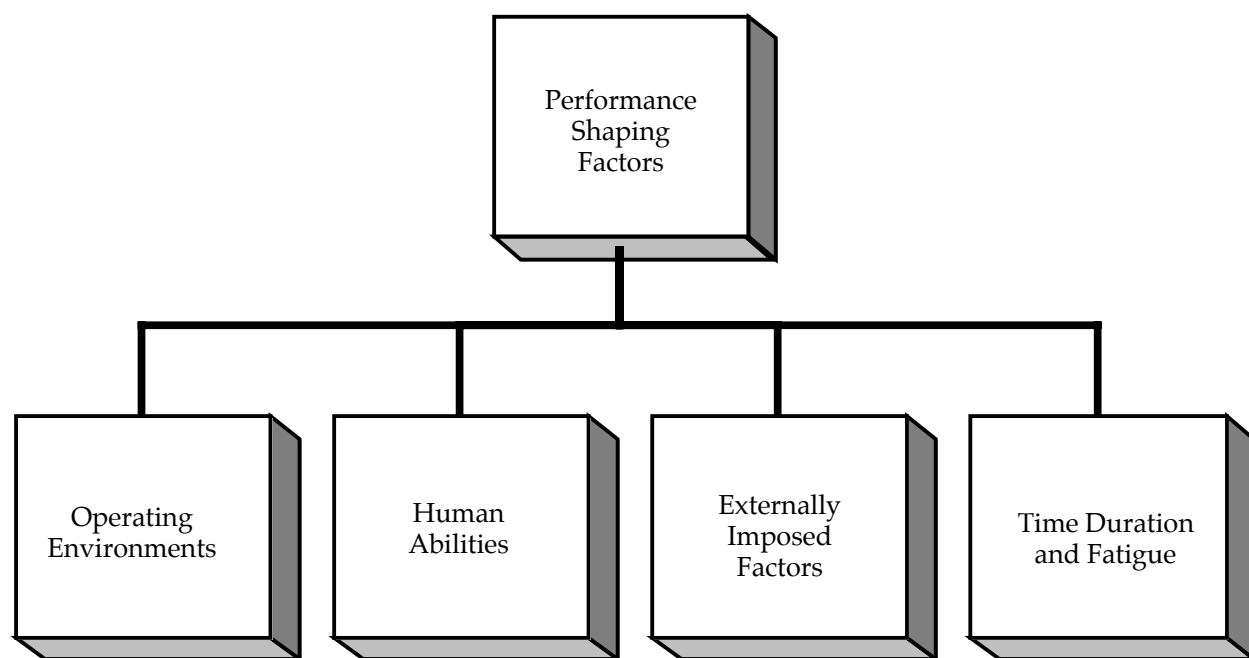 Performance
Shaping
Factors
Operating
Environments
Human
Abilities
Externally
Imposed
Factors
Time Duration
and Fatigue